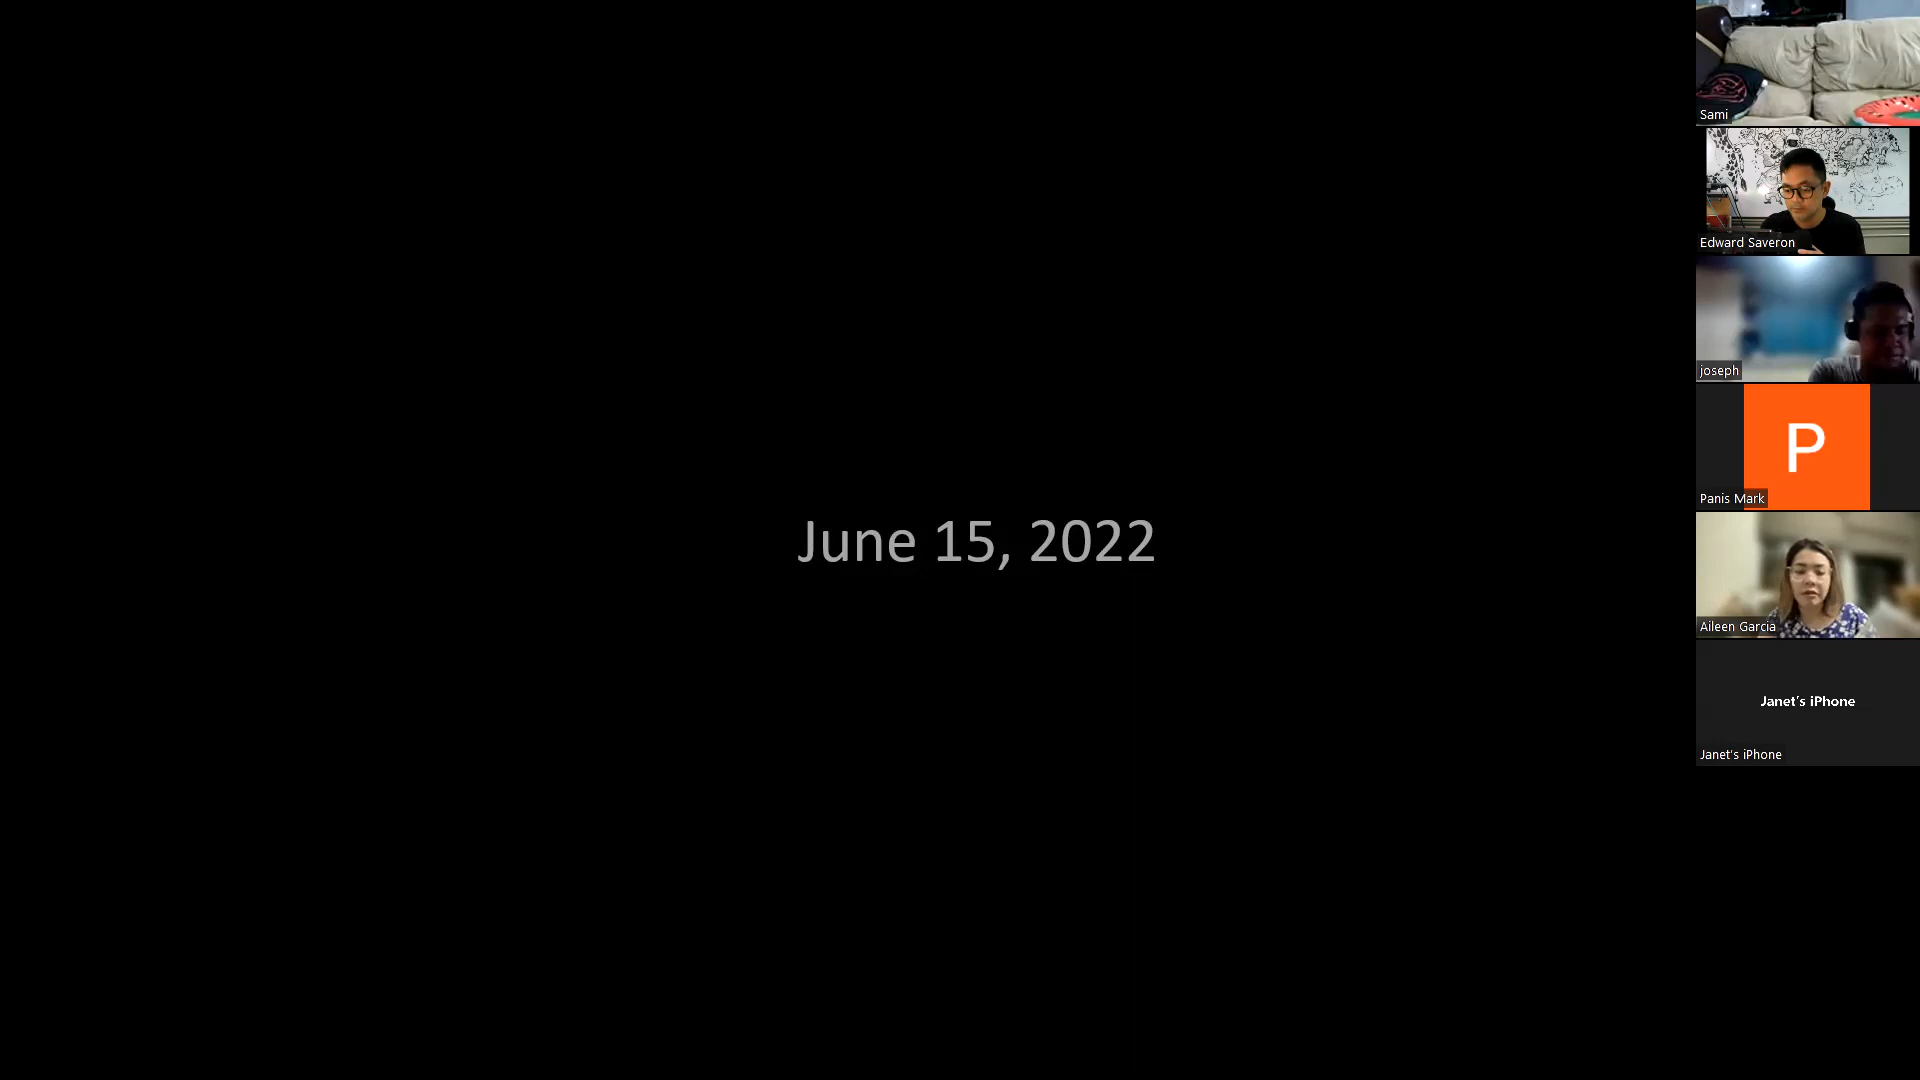 June 15, 2022
Sami
Edward Saveron
joseph
P
Panis Mark
Aileen Garcia
Janet's iPhone
Janet's iPhone